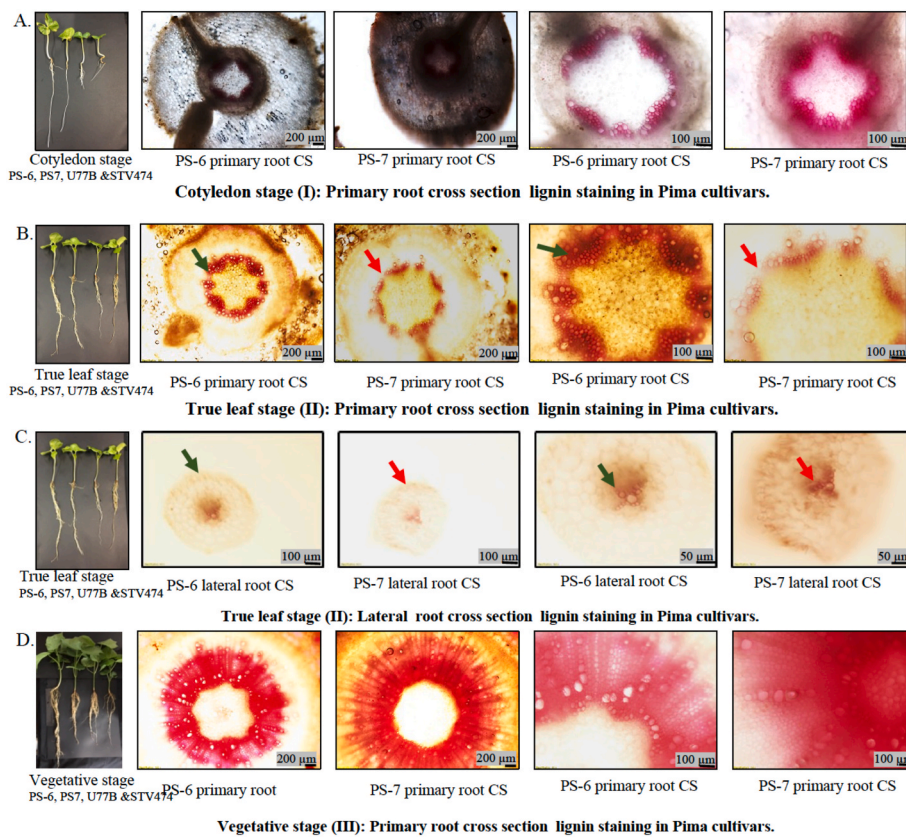 A.
200 µm
200 µm
100 µm
100 µm
Cotyledon stage
PS-6, PS7, U77B &STV474
PS-6 primary root CS
PS-7 primary root CS
PS-6 primary root CS
PS-7 primary root CS
Cotyledon stage (I): Primary root cross section lignin staining in Pima cultivars.
B.
200 µm
200 µm
100 µm
100 µm
True leaf stage
PS-6, PS7, U77B &STV474
PS-6 primary root CS
PS-7 primary root CS
PS-6 primary root CS
PS-7 primary root CS
True leaf stage (II): Primary root cross section lignin staining in Pima cultivars.
C.
100 µm
100 µm
50 µm
50 µm
True leaf stage
PS-6, PS7, U77B &STV474
PS-6 lateral root CS
PS-7 lateral root CS
PS-6 lateral root CS
PS-7 lateral root CS
True leaf stage (II): Lateral root cross section lignin staining in Pima cultivars.
D.
200 µm
200 µm
100 µm
100 µm
Vegetative stage
PS-6, PS7, U77B &STV474
PS-6 primary root
PS-7 primary root CS
PS-6 primary root CS
PS-7 primary root CS
Vegetative stage (III): Primary root cross section lignin staining in Pima cultivars.